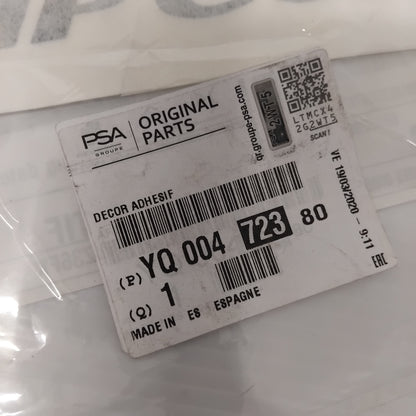 PSA
GROUPE
ORIGINAL
PARTS
qr.groupe-psa.com
LTMCX4
2G2WT5
SCAN!
VE 19/03/2020 - 9:11
DECOR ADHESIF
(P) YQ 004 723 80
(Q) 1
MADE IN ES ESPAGNE
EAC